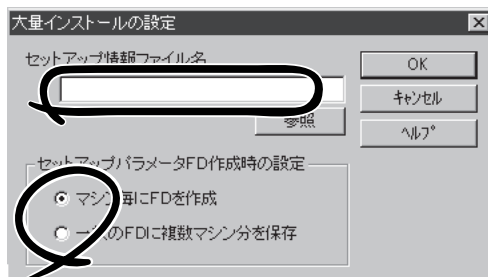 大量インストールの設定
セットアップ情報ファイル名
OK
キャンセル
参照
ヘルプ
セットアップパラメータFD作成時の設定
マシン毎にFDを作成
一枚のFDに複数マシン分を保存